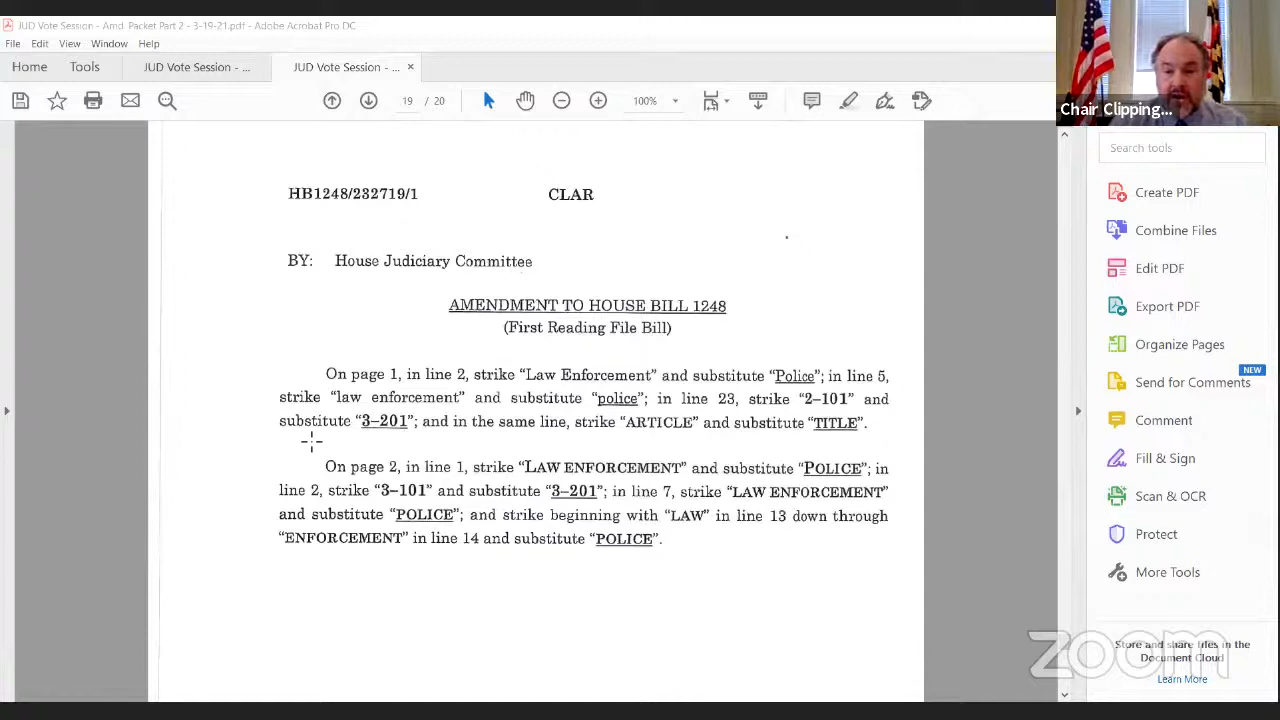 JUD Vote Session - Amd. Packet Part 2 - 3-19-21.pdf - Adobe Acrobat Pro DC
File Edit View Window Help
Home Tools JUD Vote Session - ... JUD Vote Session - ... ×
19 / 20 100%
Chair Clipping...
HB1248/232719/1 CLAR
BY: House Judiciary Committee
AMENDMENT TO HOUSE BILL 1248
(First Reading File Bill)
On page 1, in line 2, strike “Law Enforcement” and substitute “Police”; in line 5,
strike “law enforcement” and substitute “police”; in line 23, strike “2–101” and
substitute “3–201”; and in the same line, strike “ARTICLE” and substitute “TITLE”.
On page 2, in line 1, strike “LAW ENFORCEMENT” and substitute “POLICE”; in
line 2, strike “3–101” and substitute “3–201”; in line 7, strike “LAW ENFORCEMENT”
and substitute “POLICE”; and strike beginning with “LAW” in line 13 down through
“ENFORCEMENT” in line 14 and substitute “POLICE”.
Search tools
Create PDF
Combine Files
Edit PDF
Export PDF
Organize Pages
NEW
Send for Comments
Comment
Fill & Sign
Scan & OCR
Protect
More Tools
Store and share files in the
Document Cloud
Learn More
zoom